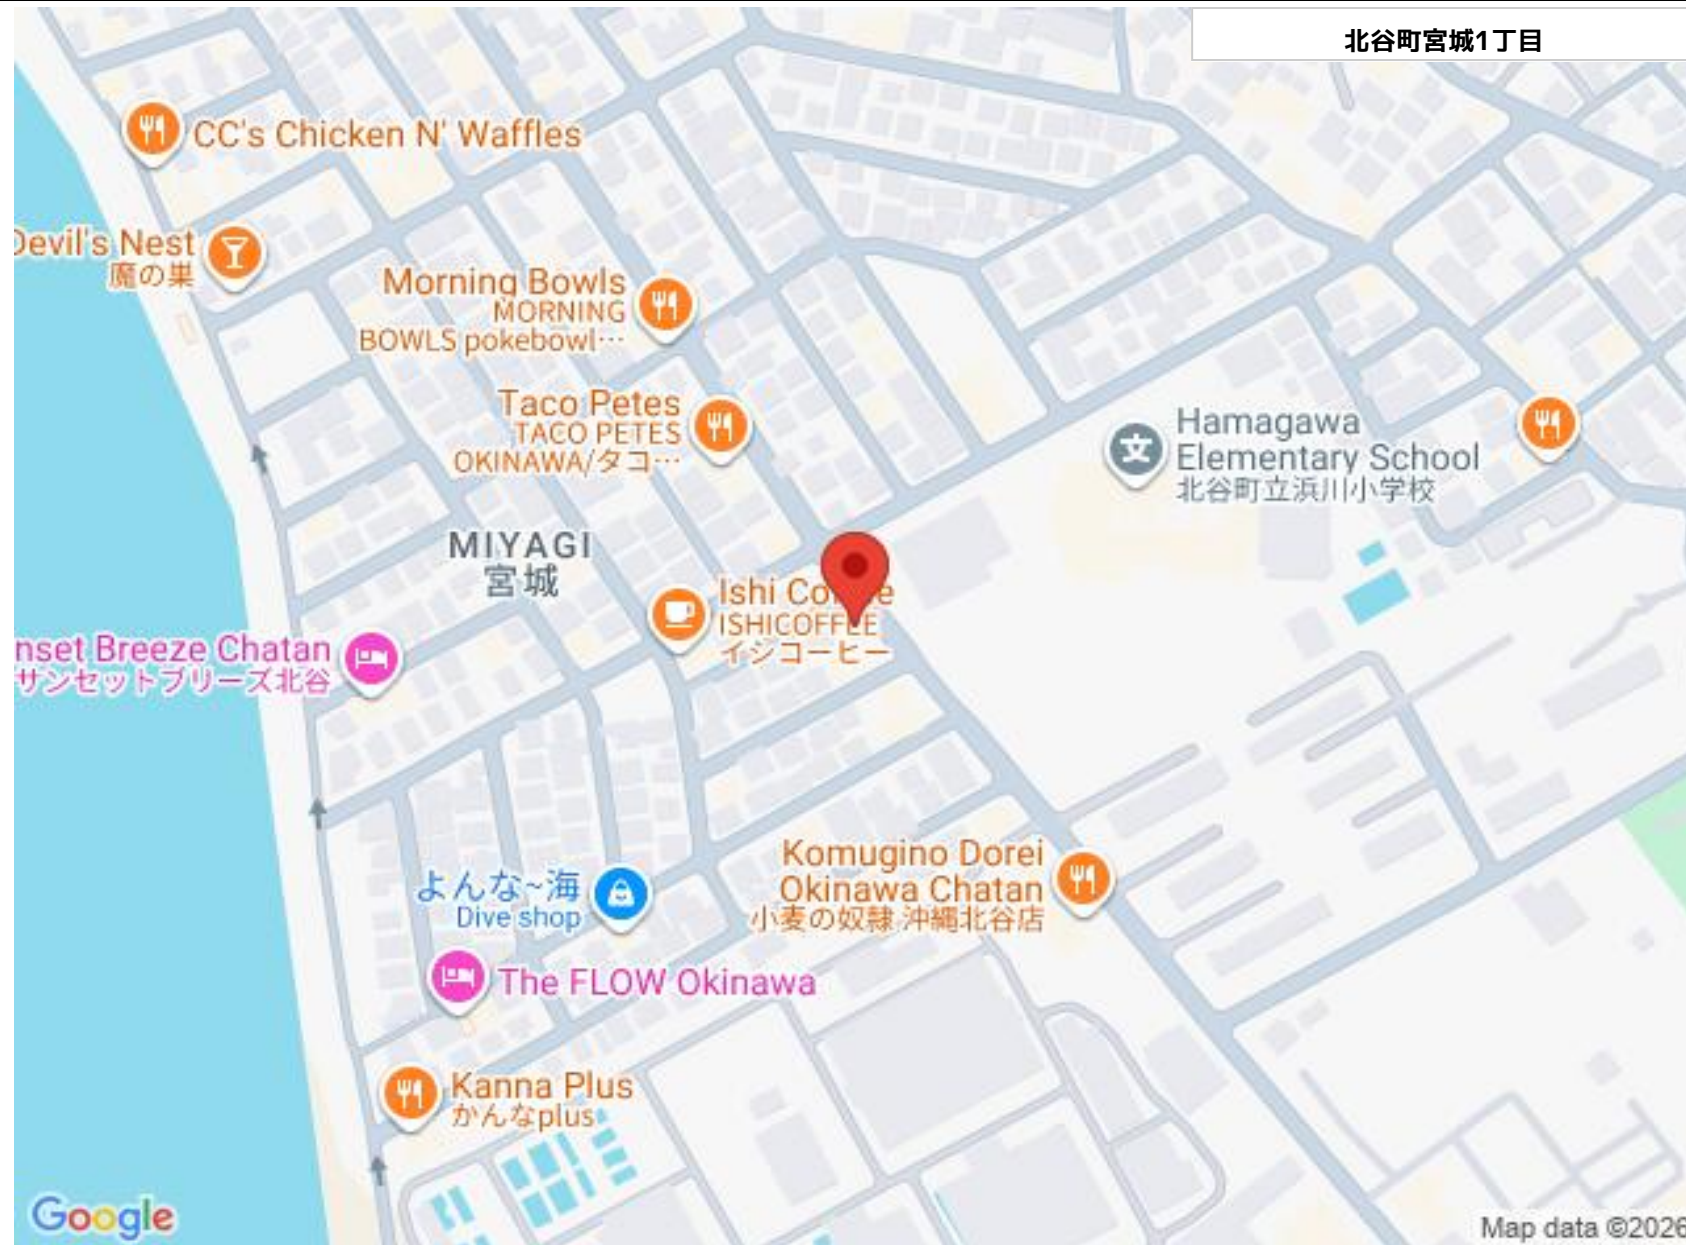 北谷町宮城1丁目
CC's Chicken N' Waffles
Devil's Nest
魔の巣
Morning Bowls
MORNING
BOWLS pokebowl…
Taco Petes
TACO PETES
OKINAWA/タコ…
Hamagawa
Elementary School
北谷町立浜川小学校
MIYAGI
宮城
Ishi Co e
ISHICOFFEE
イシコーヒー
nset Breeze Chatan
サンセットブリーズ北谷
よんな~海
Dive shop
Komugino Dorei
Okinawa Chatan
小麦の奴隷 沖縄北谷店
The FLOW Okinawa
Kanna Plus
かんなplus
Google
Map data ©2026